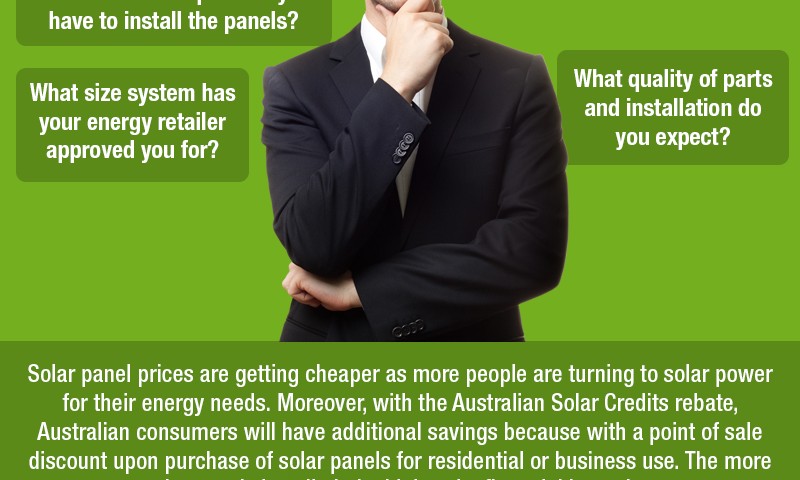 have to install the panels?
What size system has
your energy retailer
approved you for?
What quality of parts
and installation do
you expect?
Solar panel prices are getting cheaper as more people are turning to solar power
for their energy needs. Moreover, with the Australian Solar Credits rebate,
Australian consumers will have additional savings because with a point of sale
discount upon purchase of solar panels for residential or business use. The more